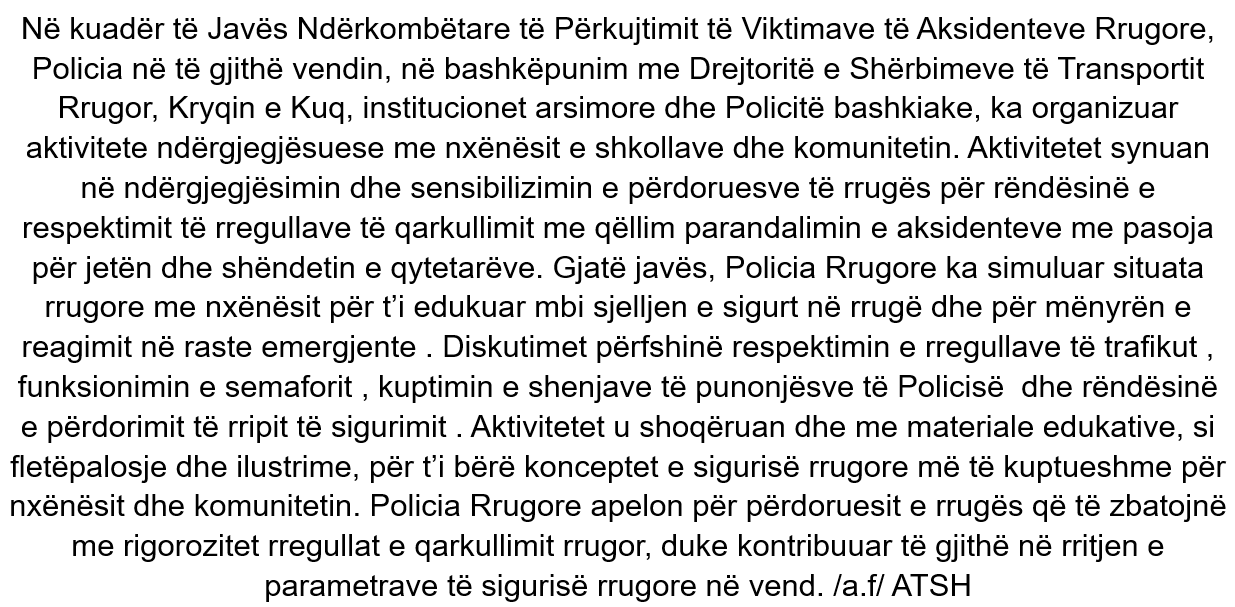 Në kuadër të Javës Ndërkombëtare të Përkujtimit të Viktimave të Aksidenteve Rrugore,
Policia në të gjithë vendin, në bashkëpunim me Drejtoritë e Shërbimeve të Transportit
Rrugor, Kryqin e Kuq, institucionet arsimore dhe Policitë bashkiake, ka organizuar
aktivitete ndërgjegjësuese me nxënësit e shkollave dhe komunitetin. Aktivitetet synuan
në ndërgjegjësimin dhe sensibilizimin e përdoruesve të rrugës për rëndësinë e
respektimit të rregullave të qarkullimit me qëllim parandalimin e aksidenteve me pasoja
për jetën dhe shëndetin e qytetarëve. Gjatë javës, Policia Rrugore ka simuluar situata
rrugore me nxënësit për t’i edukuar mbi sjelljen e sigurt në rrugë dhe për mënyrën e
reagimit në raste emergjente . Diskutimet përfshinë respektimin e rregullave të trafikut ,
funksionimin e semaforit , kuptimin e shenjave të punonjësve të Policisë  dhe rëndësinë
e përdorimit të rripit të sigurimit . Aktivitetet u shoqëruan dhe me materiale edukative, si
fletëpalosje dhe ilustrime, për t’i bërë konceptet e sigurisë rrugore më të kuptueshme për
nxënësit dhe komunitetin. Policia Rrugore apelon për përdoruesit e rrugës që të zbatojnë
me rigorozitet rregullat e qarkullimit rrugor, duke kontribuuar të gjithë në rritjen e
parametrave të sigurisë rrugore në vend. /a.f/ ATSH